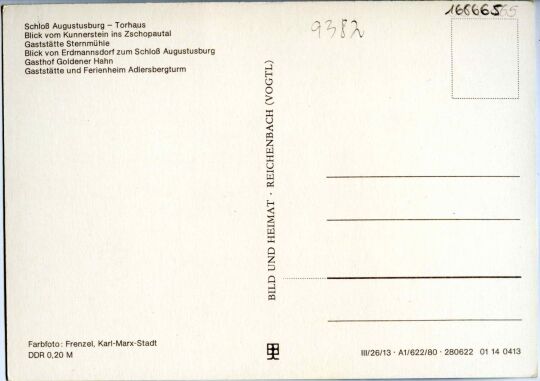 Schloß Augustusburg – Torhaus
Blick vom Kunnerstein ins Zschopautal
Gaststätte Sternmühle
Blick von Erdmannsdorf zum Schloß Augustusburg
Gasthof Goldener Hahn
Gaststätte und Ferienheim Adlersbergturm
9382
166665
BILD UND HEIMAT · REICHENBACH (VOGTL)
Farbfoto: Frenzel, Karl-Marx-Stadt
DDR 0,20 M
III/26/13 · A1/622/80 · 280622 01 14 0413